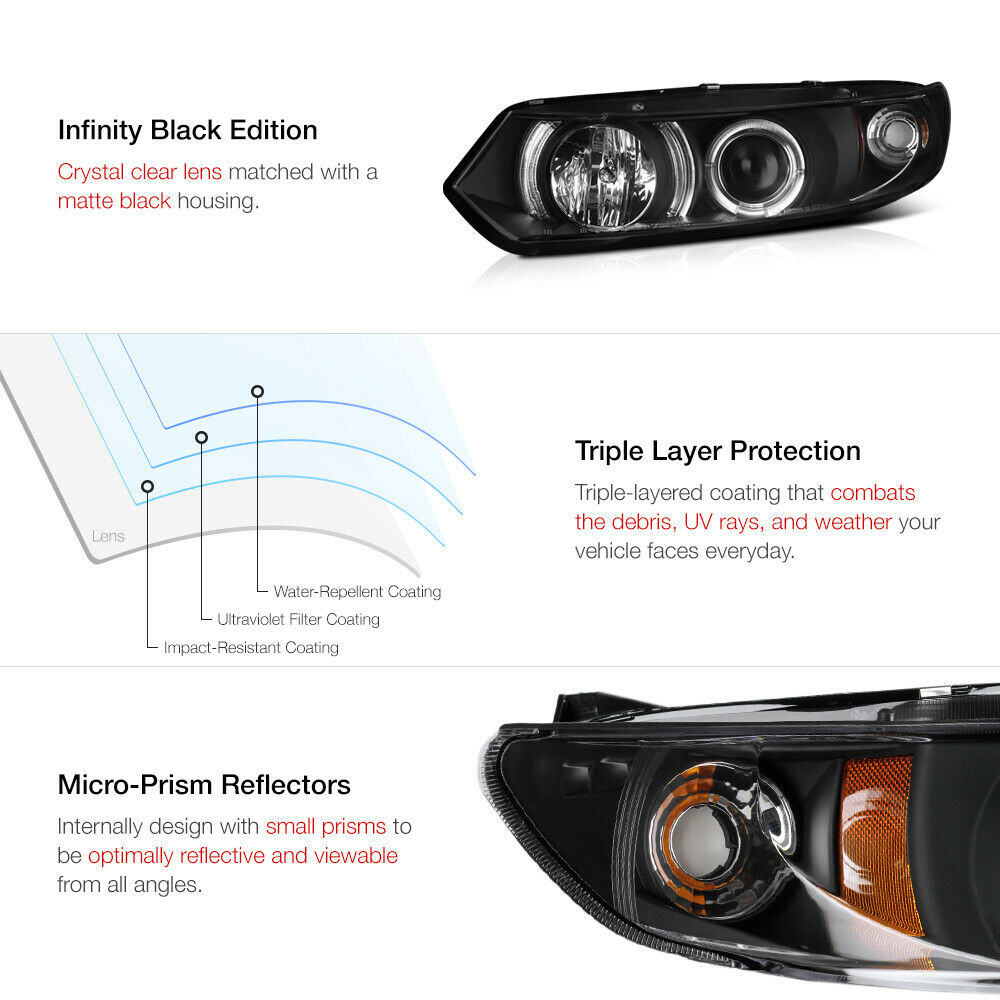 Infinity Black Edition
Crystal clear lens matched with a
matte black housing.
Lens
Water-Repellent Coating
Ultraviolet Filter Coating
Impact-Resistant Coating
Triple Layer Protection
Triple-layered coating that combats
the debris, UV rays, and weather your
vehicle faces everyday.
Micro-Prism Reflectors
Internally design with small prisms to
be optimally reflective and viewable
from all angles.